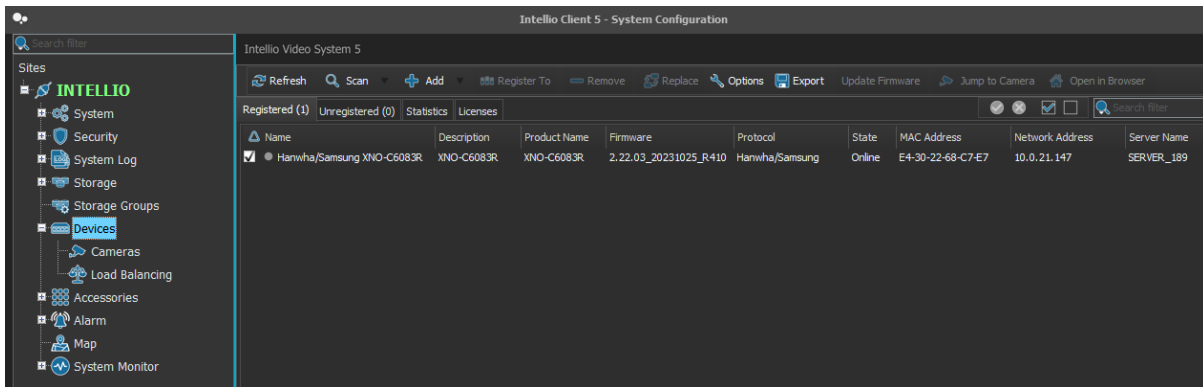 Intellio Client 5 - System Configuration
Search filter
Intellio Video System 5
Sites
INTELLIO
System
Security
System Log
Storage
Storage Groups
Devices
Cameras
Load Balancing
Accessories
Alarm
Map
System Monitor
Refresh Scan Add Register To Remove Replace Options Export Update Firmware Jump to Camera Open in Browser
Registered (1) Unregistered (0) Statistics Licenses Search filter
Name Description Product Name Firmware Protocol State MAC Address Network Address Server Name
Hanwha/Samsung XNO-C6083R XNO-C6083R XNO-C6083R 2.22.03_20231025_R410 Hanwha/Samsung Online E4-30-22-68-C7-E7 10.0.21.147 SERVER_189